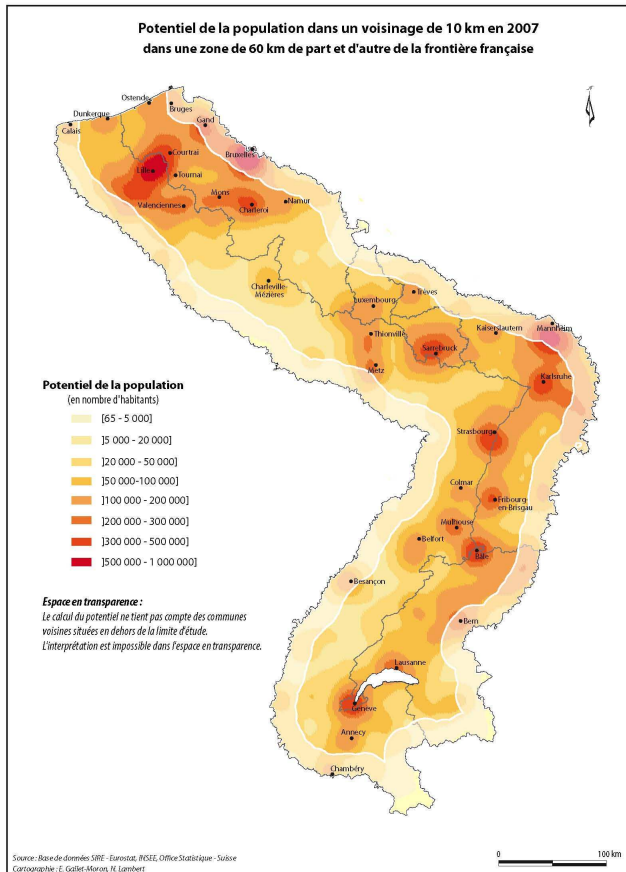 Potentiel de la population dans un voisinage de 10 km en 2007
dans une zone de 60 km de part et d'autre de la frontière française
Ostende
Bruges
Dunkerque
Gand
Calais
Bruxelles
Courtrai
Lille
Tournai
Mons
Namur
Valenciennes
Charleroi
Charleville-
Mézières
Trèves
Luxembourg
Kaiserslautern
Mannheim
Thionville
Sarrebruck
Metz
Karlsruhe
Potentiel de la population
(en nombre d'habitants)
[65 - 5 000]
]5 000 - 20 000]
]20 000 - 50 000]
]50 000-100 000]
]100 000 - 200 000]
]200 000 - 300 000]
]300 000 - 500 000]
]500 000 - 1 000 000]
Strasbourg
Colmar
Fribourg-
en-Brisgau
Mulhouse
Belfort
Bâle
Besançon
Espace en transparence :
Le calcul du potentiel ne tient pas compte des communes
voisines situées en dehors de la limite d'étude.
L'interprétation est impossible dans l'espace en transparence.
Bern
Lausanne
Genève
Annecy
Chambéry
Source : Base de données SIRE - Eurostat, INSEE, Office Statistique - Suisse
Cartographie : E. Gallet-Moron, N. Lambert
0 100 km